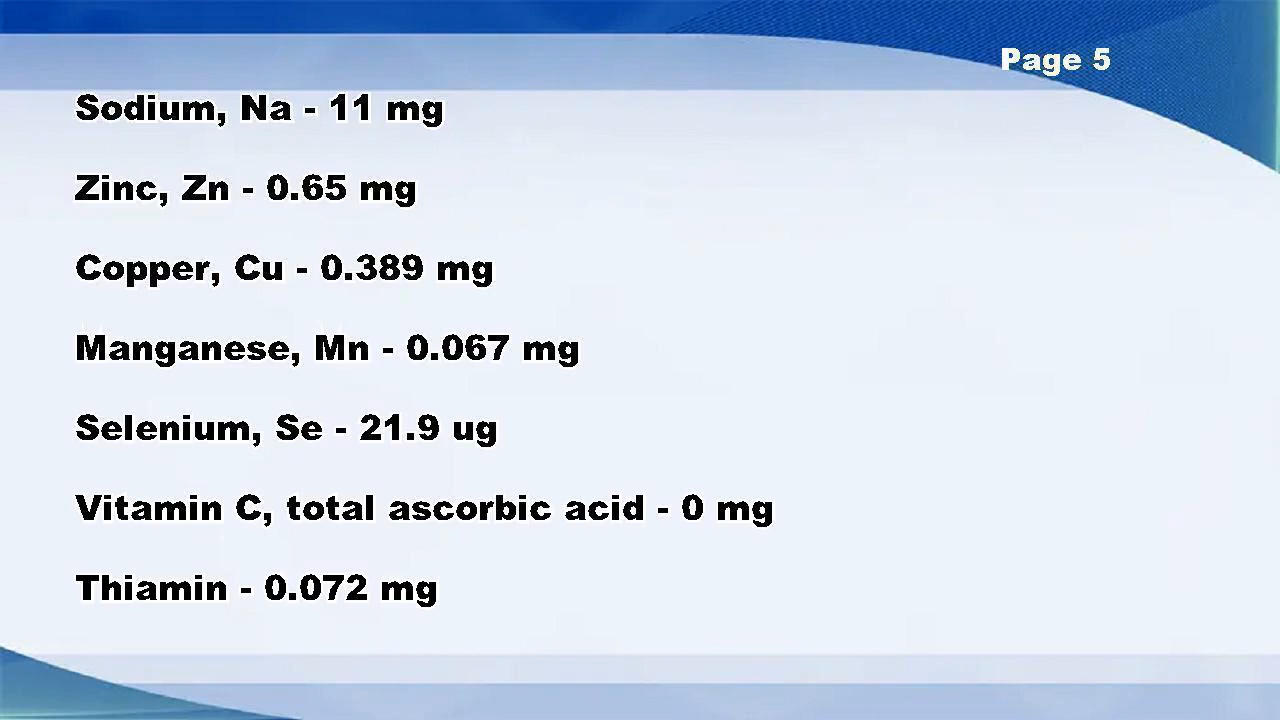 Page 5
Sodium, Na - 11 mg
Zinc, Zn - 0.65 mg
Copper, Cu - 0.389 mg
Manganese, Mn - 0.067 mg
Selenium, Se - 21.9 ug
Vitamin C, total ascorbic acid - 0 mg
Thiamin - 0.072 mg